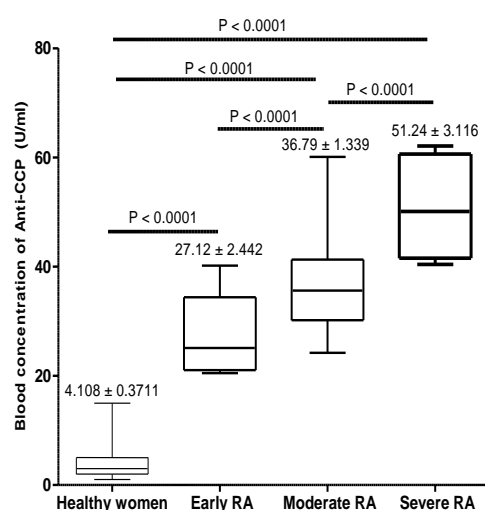 P < 0.0001
80
P < 0.0001
P < 0.0001
P < 0.0001
51.24 ± 3.116
36.79 ± 1.339
60
P < 0.0001
27.12 ± 2.442
40
20
4.108 ± 0.3711
0
Blood concentration of Anti-CCP (U/ml)
Healthy women Early RA Moderate RA Severe RA